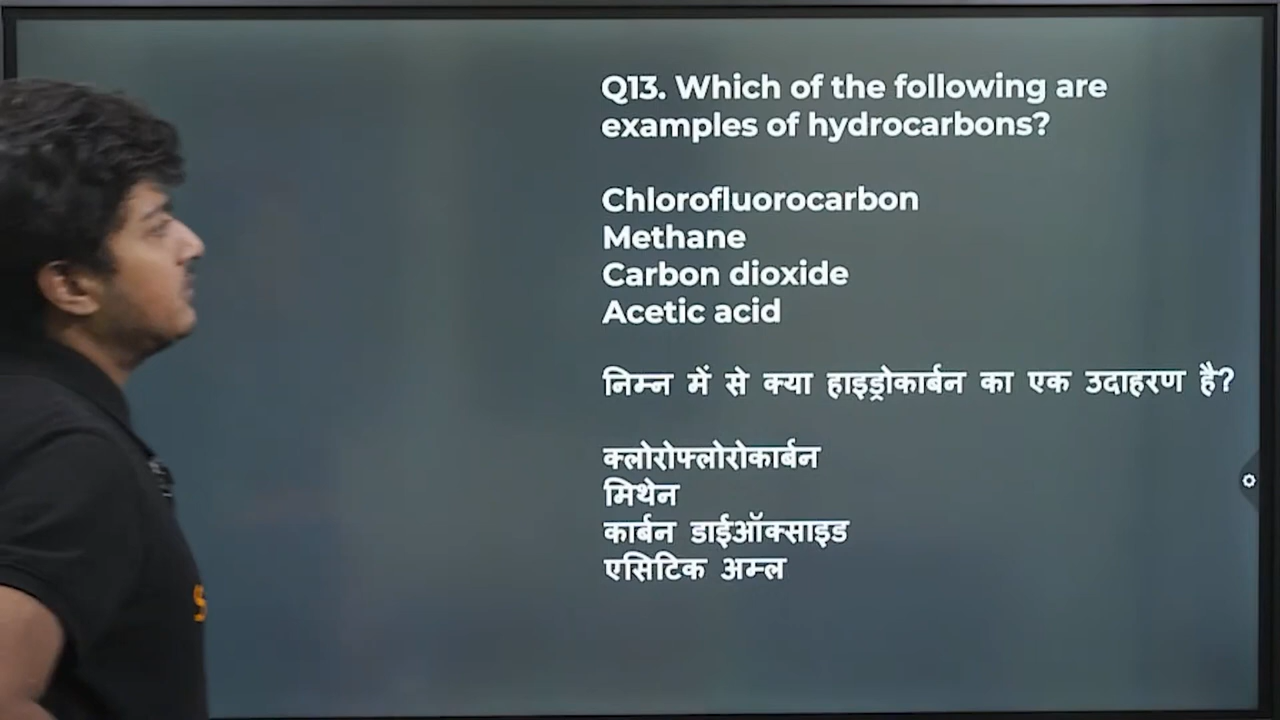 Q13. Which of the following are
examples of hydrocarbons?
Chlorofluorocarbon
Methane
Carbon dioxide
Acetic acid
निम्न में से क्या हाइड्रोकार्बन का एक उदाहरण है?
क्लोरोफ्लोरोकार्बन
मिथेन
कार्बन डाईऑक्साइड
एसिटिक अम्ल